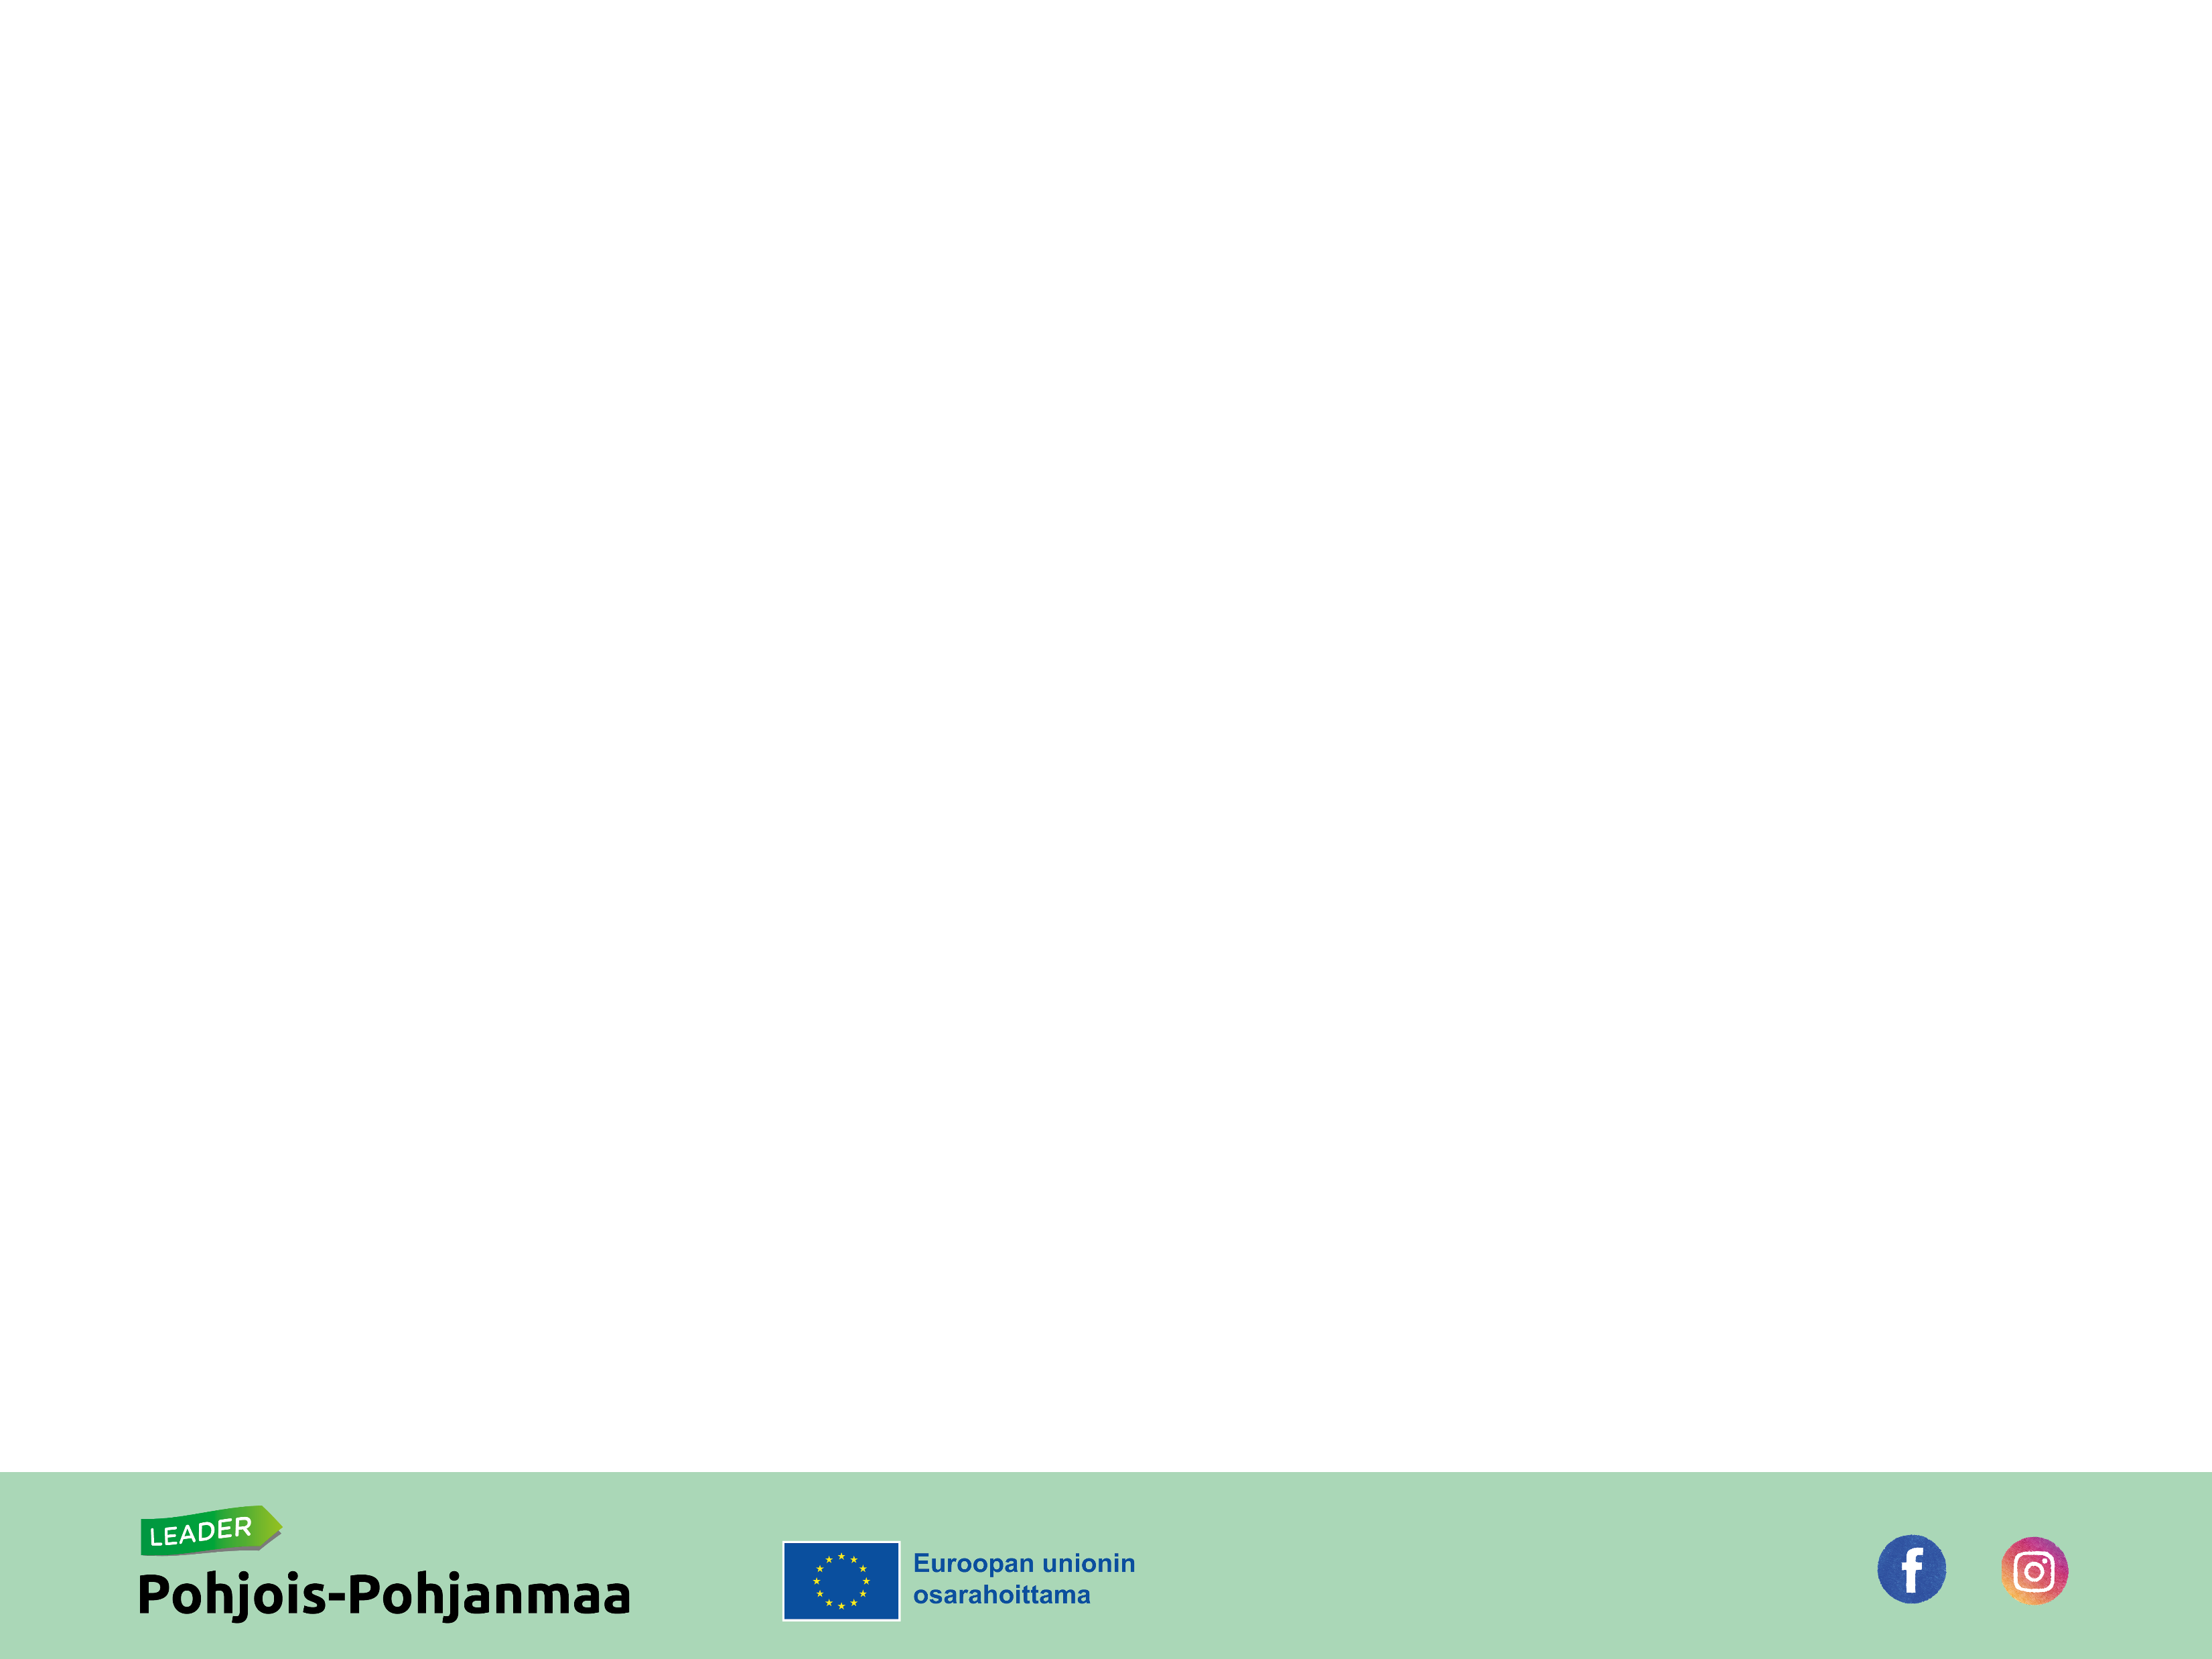 LEADER
Pohjois-Pohjanmaa
Euroopan unionin
osarahoittama